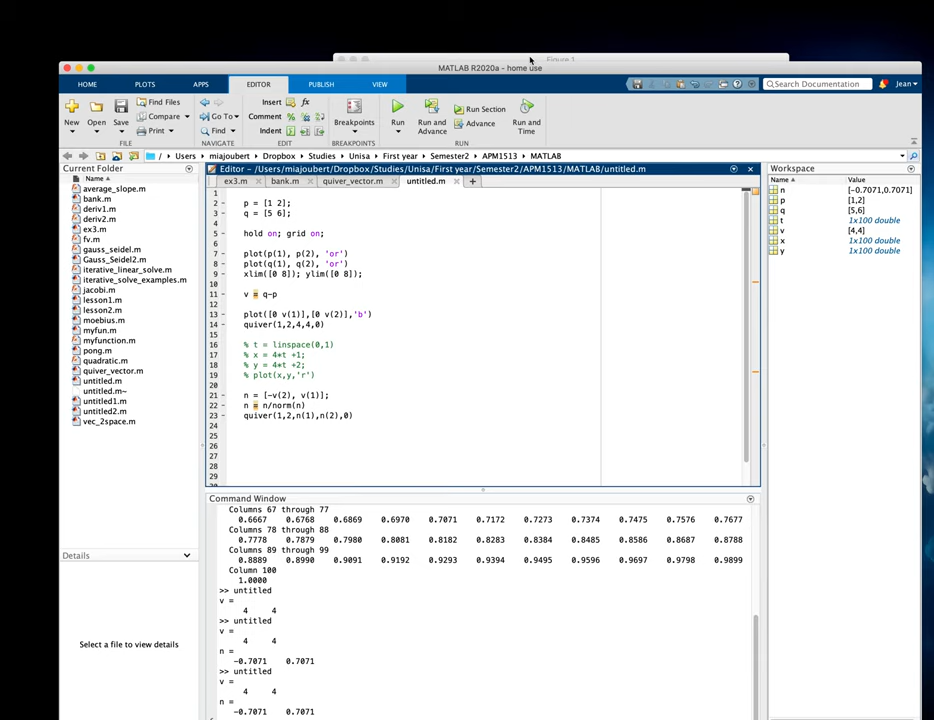 Figure 1
MATLAB R2020a - home use
HOME PLOTS APPS EDITOR PUBLISH VIEW Search Documentation Jean
New Open Save Find Files Compare Print Go To Find Insert fx Comment Indent Breakpoints Run Run and Advance Run Section Advance Run and Time
FILE NAVIGATE EDIT BREAKPOINTS RUN
/ Users miajoubert Dropbox Studies Unisa First year Semester2 APM1513 MATLAB
Current Folder
Name
average_slope.m
bank.m
deriv1.m
deriv2.m
ex3.m
fv.m
gauss_seidel.m
Gauss_Seidel2.m
iterative_linear_solve.m
iterative_solve_examples.m
jacobi.m
lesson1.m
lesson2.m
moebius.m
myfun.m
myfunction.m
pong.m
quadratic.m
quiver_vector.m
untitled.m
untitled.m~
untitled1.m
untitled2.m
vec_2space.m
Details
Select a file to view details
Editor - /Users/miajoubert/Dropbox/Studies/Unisa/First year/Semester2/APM1513/MATLAB/untitled.m
ex3.m bank.m quiver_vector.m untitled.m
1
2 - p = [1 2];
3 - q = [5 6];
4
5 - hold on; grid on;
6
7 - plot(p(1), p(2), 'or')
8 - plot(q(1), q(2), 'or')
9 - xlim([0 8]); ylim([0 8]);
10
11 - v = q-p
12
13 - plot([0 v(1)],[0 v(2)],'b')
14 - quiver(1,2,4,4,0)
15
16 % t = linspace(0,1)
17 % x = 4*t +1;
18 % y = 4*t +2;
19 % plot(x,y,'r')
20
21 - n = [-v(2), v(1)];
22 - n = n/norm(n)
23 - quiver(1,2,n(1),n(2),0)
24
25
26
27
28
29
Command Window
Columns 67 through 77
0.6667 0.6768 0.6869 0.6970 0.7071 0.7172 0.7273 0.7374 0.7475 0.7576 0.7677
Columns 78 through 88
0.7778 0.7879 0.7980 0.8081 0.8182 0.8283 0.8384 0.8485 0.8586 0.8687 0.8788
Columns 89 through 99
0.8889 0.8990 0.9091 0.9192 0.9293 0.9394 0.9495 0.9596 0.9697 0.9798 0.9899
Column 100
1.0000
>> untitled
v =
4 4
>> untitled
v =
4 4
n =
-0.7071 0.7071
>> untitled
v =
4 4
n =
-0.7071 0.7071
Workspace
Name Value
n [-0.7071,0.7071]
p [1,2]
q [5,6]
t 1x100 double
v [4,4]
x 1x100 double
y 1x100 double